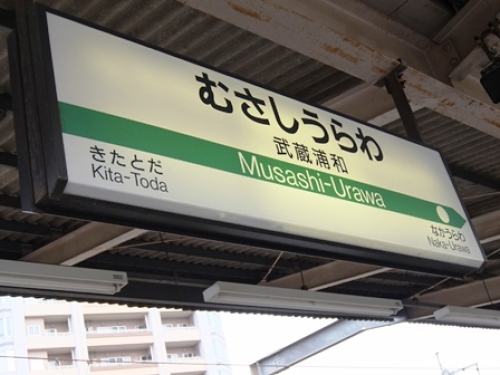 むさしうらわ
武蔵浦和
Musashi-Urawa
きたとだ
Kita-Toda
なかうらわ
Naka-Urawa